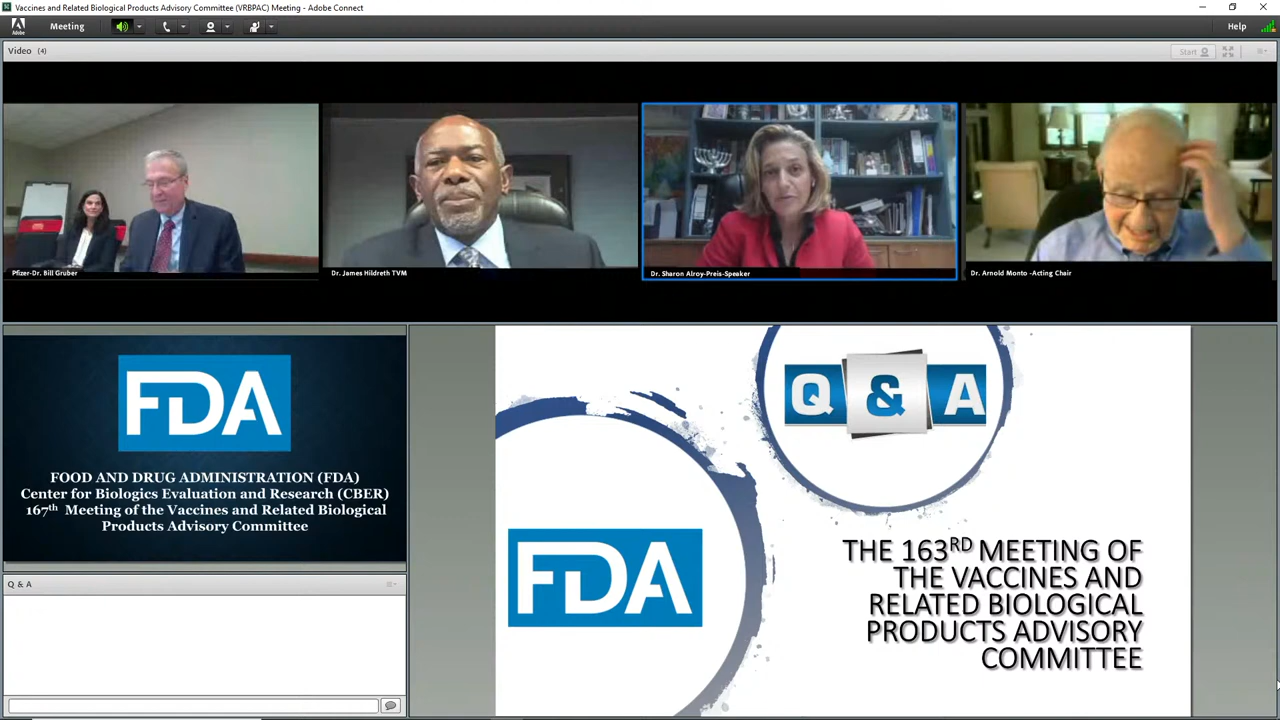 Vaccines and Related Biological Products Advisory Committee (VRBPAC) Meeting - Adobe Connect
Adobe
Meeting
Help
Video (4)
Start
Pfizer-Dr. Bill Gruber
Dr. James Hildreth TVM
Dr. Sharon Alroy-Preis-Speaker
Dr. Arnold Monto -Acting Chair
FDA
FOOD AND DRUG ADMINISTRATION (FDA)
Center for Biologics Evaluation and Research (CBER)
167th Meeting of the Vaccines and Related Biological
Products Advisory Committee
Q & A
Q & A
FDA
THE 163RD MEETING OF
THE VACCINES AND
RELATED BIOLOGICAL
PRODUCTS ADVISORY
COMMITTEE